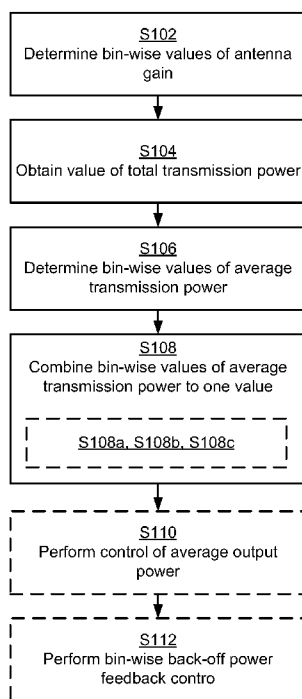 S102
Determine bin-wise values of antenna
gain
S104
Obtain value of total transmission power
S106
Determine bin-wise values of average
transmission power
S108
Combine bin-wise values of average
transmission power to one value
S108a, S108b, S108c
S110
Perform control of average output
power
S112
Perform bin-wise back-off power
feedback contro